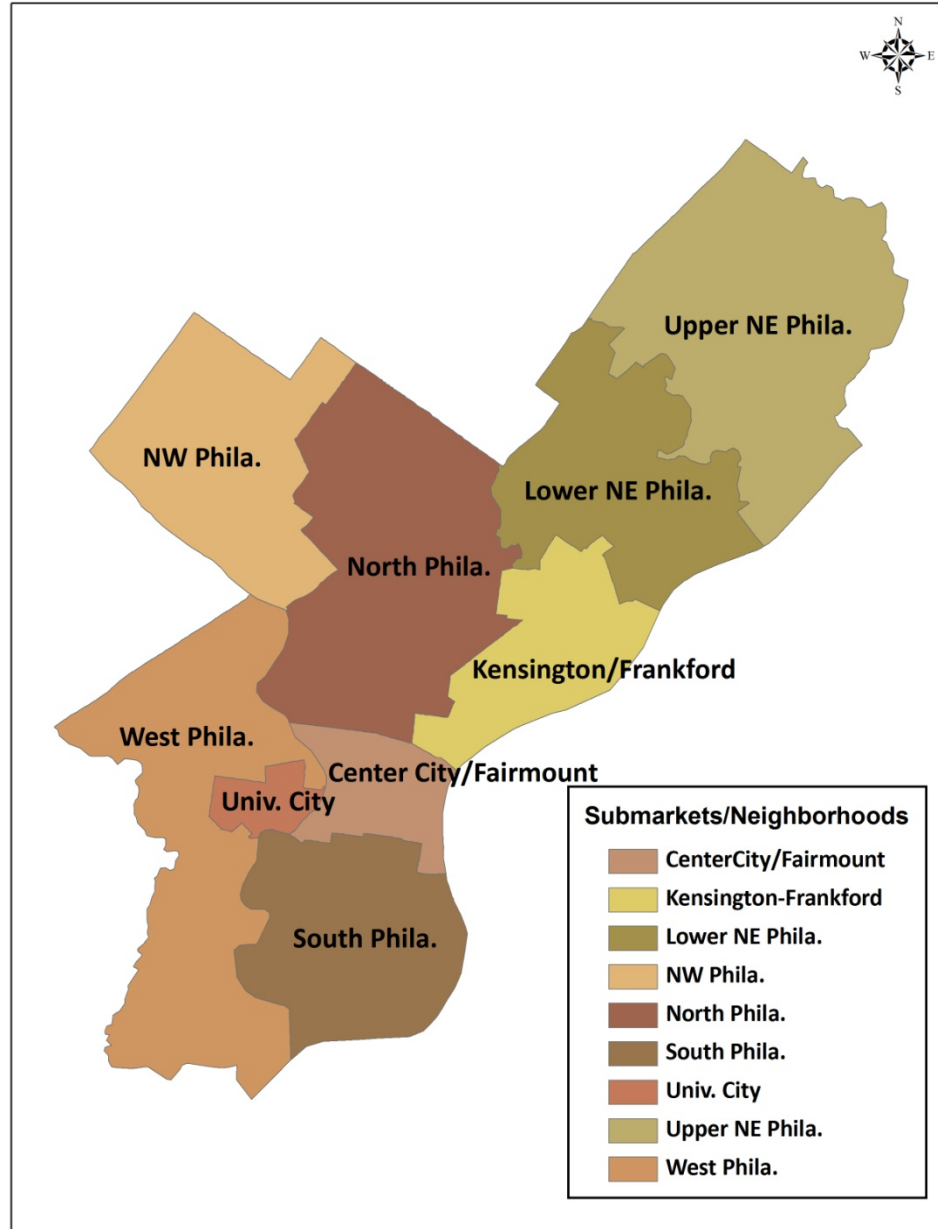 N
W E
S
Upper NE Phila.
NW Phila.
Lower NE Phila.
North Phila.
Kensington/Frankford
West Phila.
Center City/Fairmount
Univ. City
South Phila.
Submarkets/Neighborhoods
CenterCity/Fairmount
Kensington-Frankford
Lower NE Phila.
NW Phila.
North Phila.
South Phila.
Univ. City
Upper NE Phila.
West Phila.